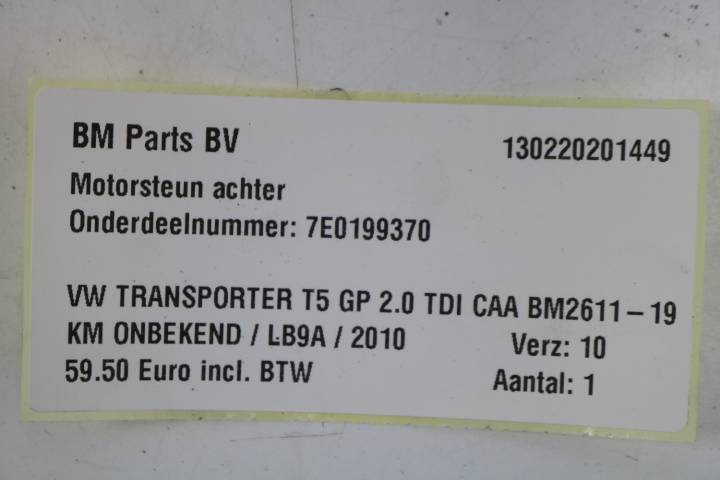 BM Parts BV
130220201449
Motorsteun achter
Onderdeelnummer: 7E0199370
VW TRANSPORTER T5 GP 2.0 TDI CAA BM2611-19
KM ONBEKEND / LB9A / 2010
Verz: 10
59.50 Euro incl. BTW
Aantal: 1